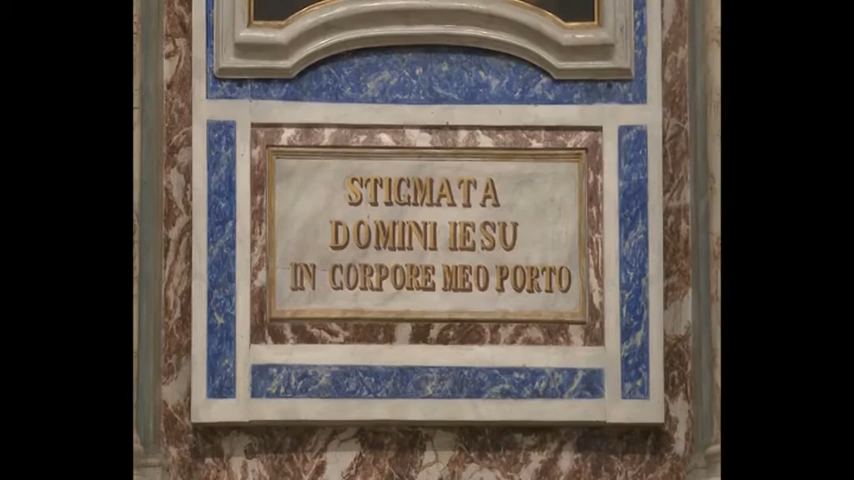 STIGMATA
DOMINI IESU
IN CORPORE MEO PORTO